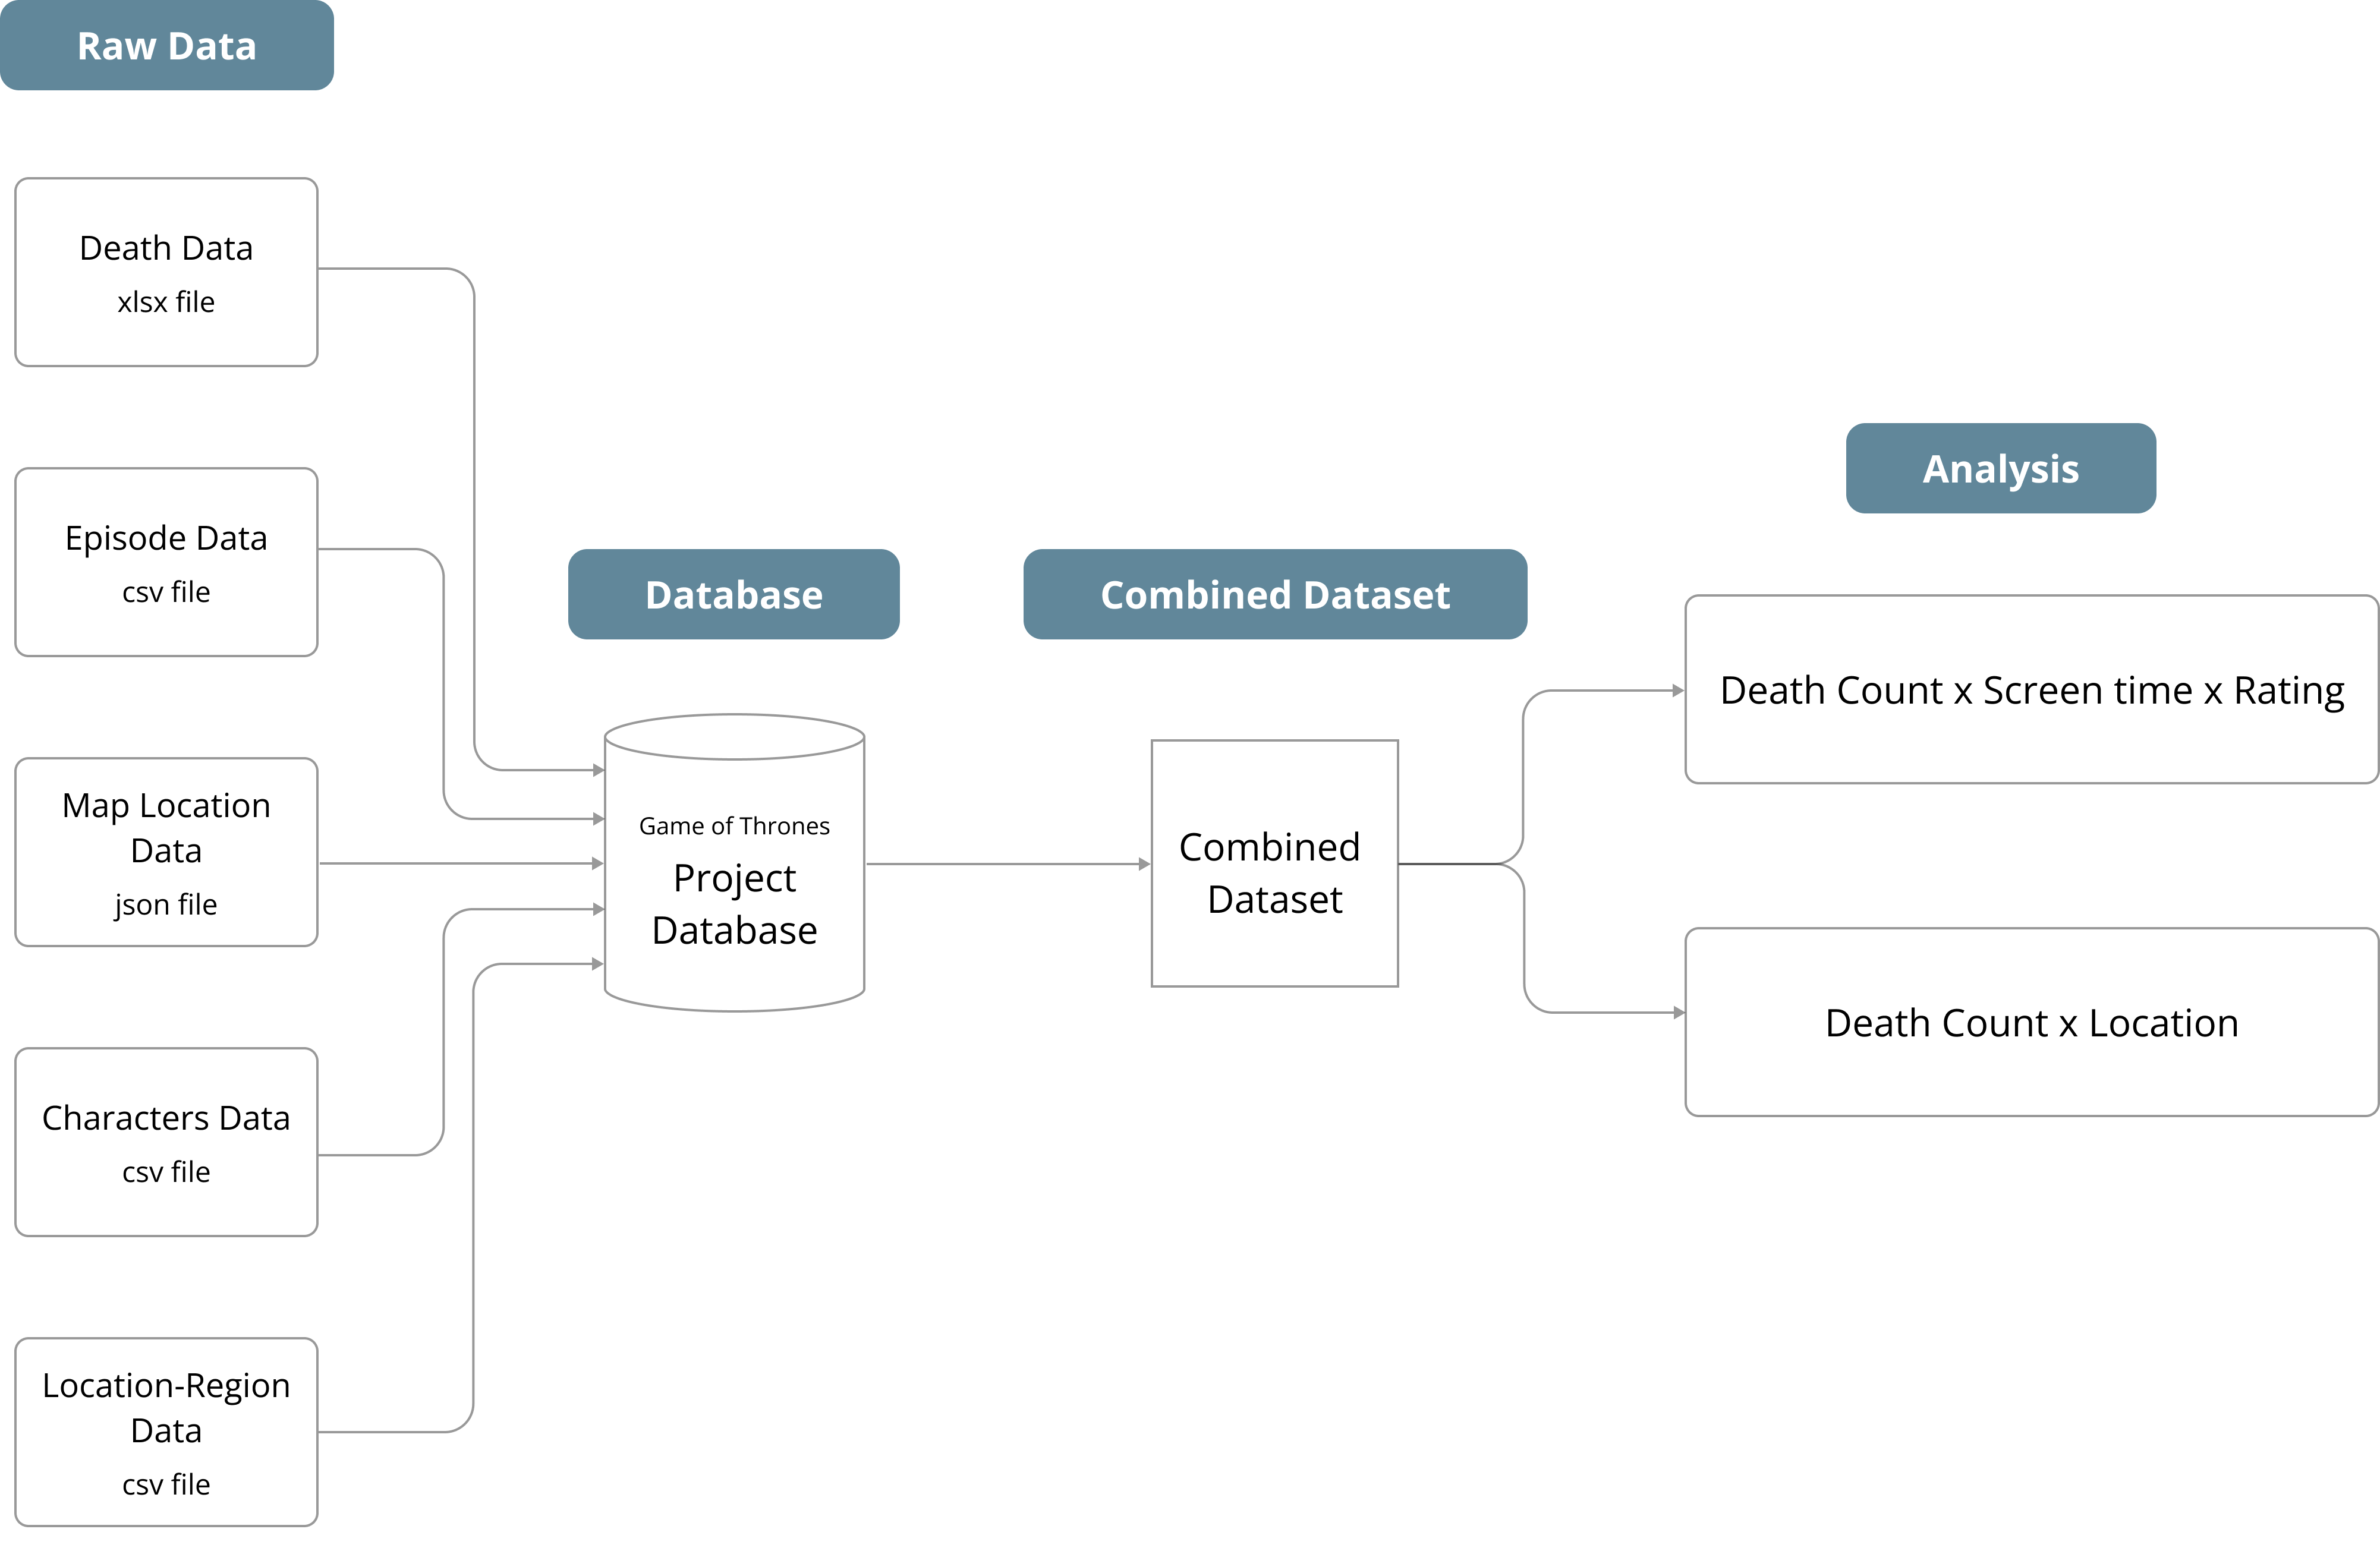 Raw Data
Death Data
xlsx file
Episode Data
csv file
Map Location
Data
json file
Characters Data
csv file
Location-Region
Data
csv file
Database
Game of Thrones
Project
Database
Combined Dataset
Combined
Dataset
Analysis
Death Count x Screen time x Rating
Death Count x Location